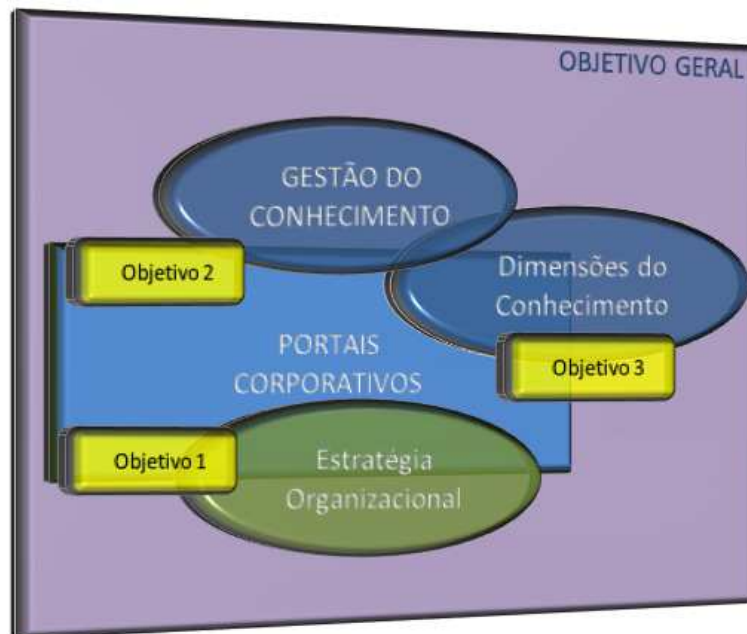 OBJETIVO GERAL
GESTÃO DO
CONHECIMENTO
Objetivo 2
Dimensões do
Conhecimento
PORTAIS
CORPORATIVOS
Objetivo 3
Objetivo 1
Estratégia
Organizacional